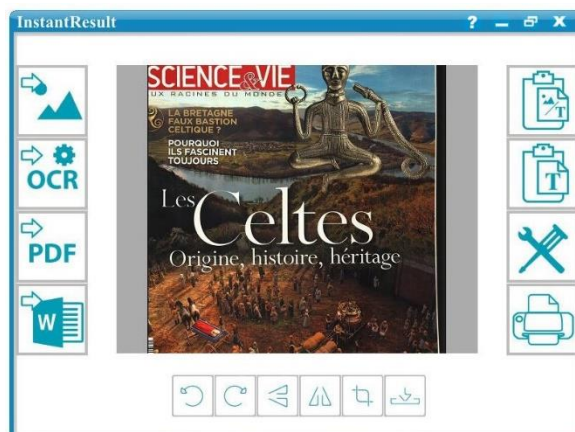 InstantResult
?
SCIENCE&VIE
UX RACINES DU MONDE
LA BRETAGNE
FAUX BASTION
CELTIQUE ?
POURQUOI
ILS FASCINENT
TOUJOURS
Les
Celtes
Origine, histoire, héritage
OCR
PDF
W
T
T